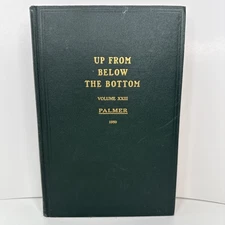 UP FROM
BELOW
THE BOTTOM
VOLUME XXIII
PALMER